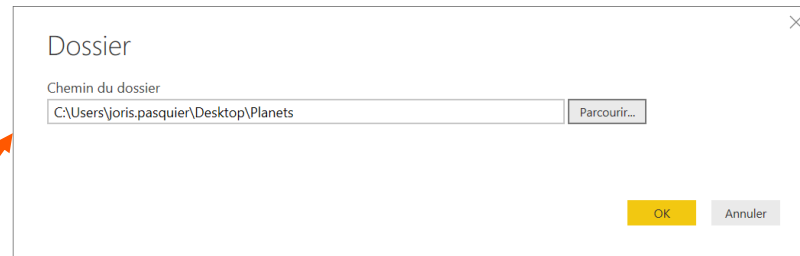 Dossier
Chemin du dossier
C:\Users\joris.pasquier\Desktop\Planets Parcourir...
OK Annuler